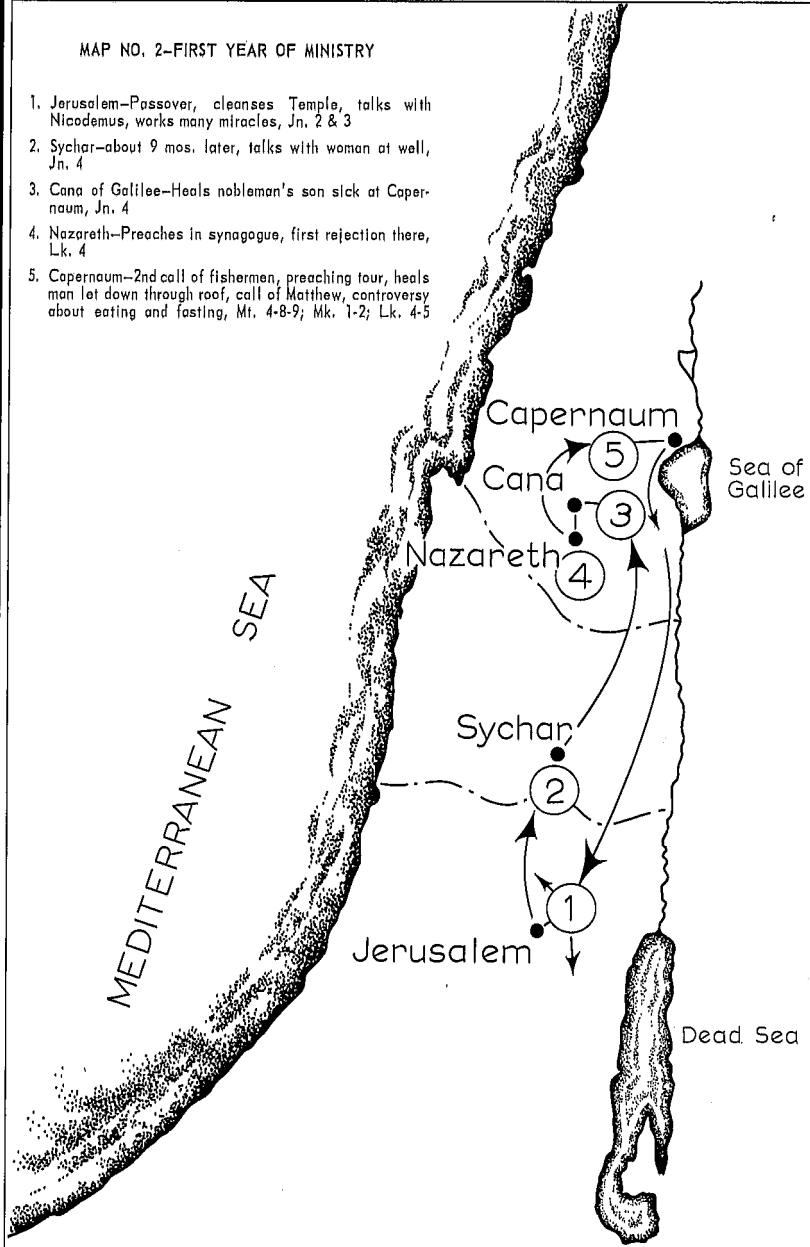 MAP NO. 2–FIRST YEAR OF MINISTRY
1. Jerusalem–Passover, cleanses Temple, talks with
Nicodemus, works many miracles, Jn. 2 & 3
2. Sychar–about 9 mos. later, talks with woman at well,
Jn. 4
3. Cana of Galilee–Heals nobleman's son sick at Caper-
naum, Jn. 4
4. Nazareth–Preaches in synagogue, first rejection there,
Lk. 4
5. Capernaum–2nd call of fishermen, preaching tour, heals
man let down through roof, call of Matthew, controversy
about eating and fasting, Mt. 4-8-9; Mk. 1-2; Lk. 4-5
Capernaum
5
Sea of
Galilee
Cana
3
Nazareth
4
MEDITERRANEAN SEA
Sychar
2
1
Jerusalem
Dead Sea